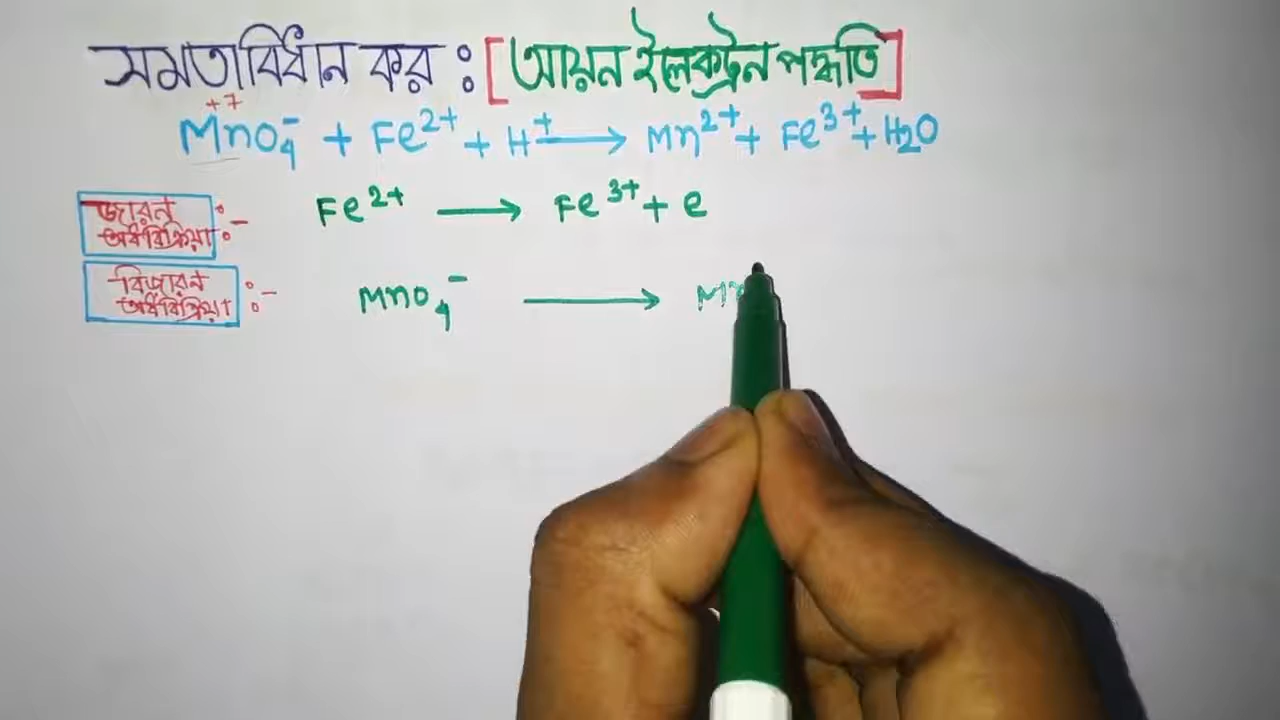 সমতাবিধান কর : [আয়ন ইলেকট্রন পদ্ধতি]
+7
MnO₄⁻ + Fe²⁺ + H⁺ → Mn²⁺ + Fe³⁺ + H₂O
জারন অর্ধবিক্রিয়া :- Fe²⁺ → Fe³⁺ + e
বিজারন অর্ধবিক্রিয়া :- MnO₄⁻ → Mn